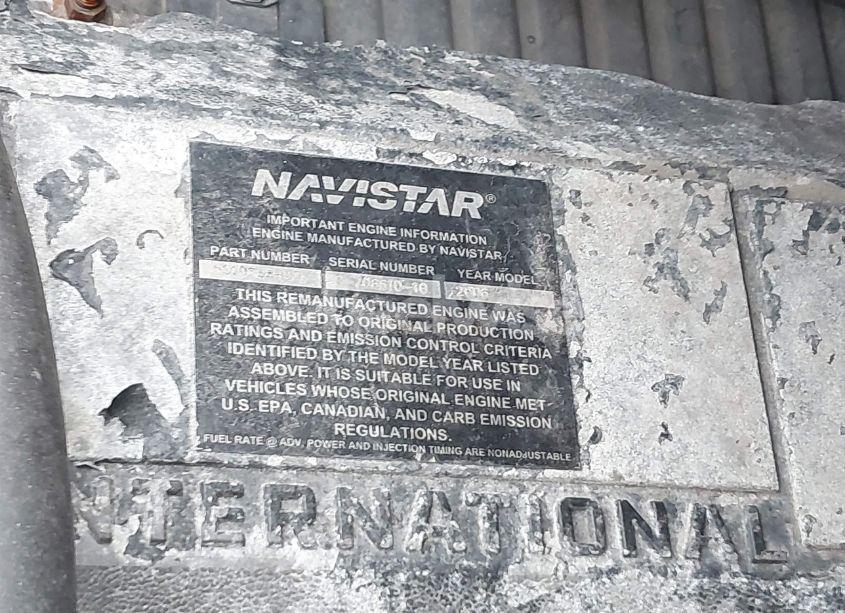 NAVISTAR®
IMPORTANT ENGINE INFORMATION
ENGINE MANUFACTURED BY NAVISTAR
PART NUMBER SERIAL NUMBER YEAR MODEL
2006
THIS REMANUFACTURED ENGINE WAS
ASSEMBLED TO ORIGINAL PRODUCTION
RATINGS AND EMISSION CONTROL CRITERIA
IDENTIFIED BY THE MODEL YEAR LISTED
ABOVE. IT IS SUITABLE FOR USE IN
VEHICLES WHOSE ORIGINAL ENGINE MET
U.S. EPA, CANADIAN, AND CARB EMISSION
REGULATIONS.
FUEL RATE @ ADV. POWER AND INJECTION TIMING ARE NONADJUSTABLE
INTERNATIONAL